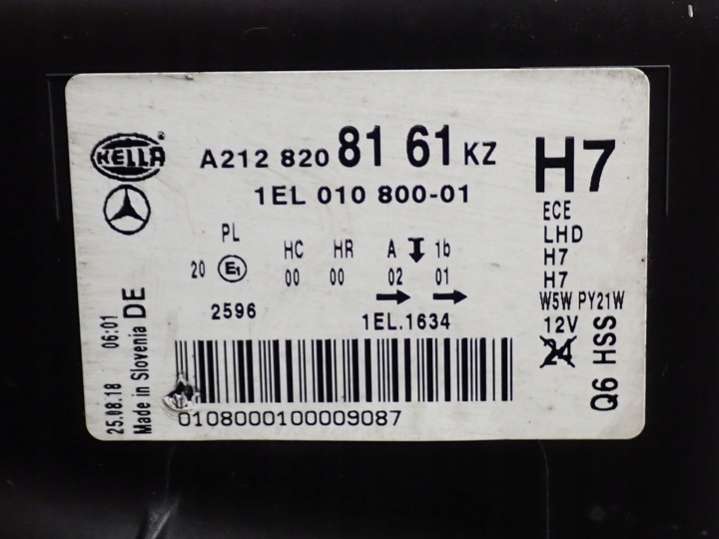 HELLA
A212 820 8161 KZ
1EL 010 800-01
H7
ECE
LHD
H7
H7
W5W PY21W
12V
24
Q6 HSS
PL
HC HR A 1b
20 E1 00 00 02 01
2596
1EL.1634
0108000100009087
25.08.18 06:01
Made in Slovenia DE